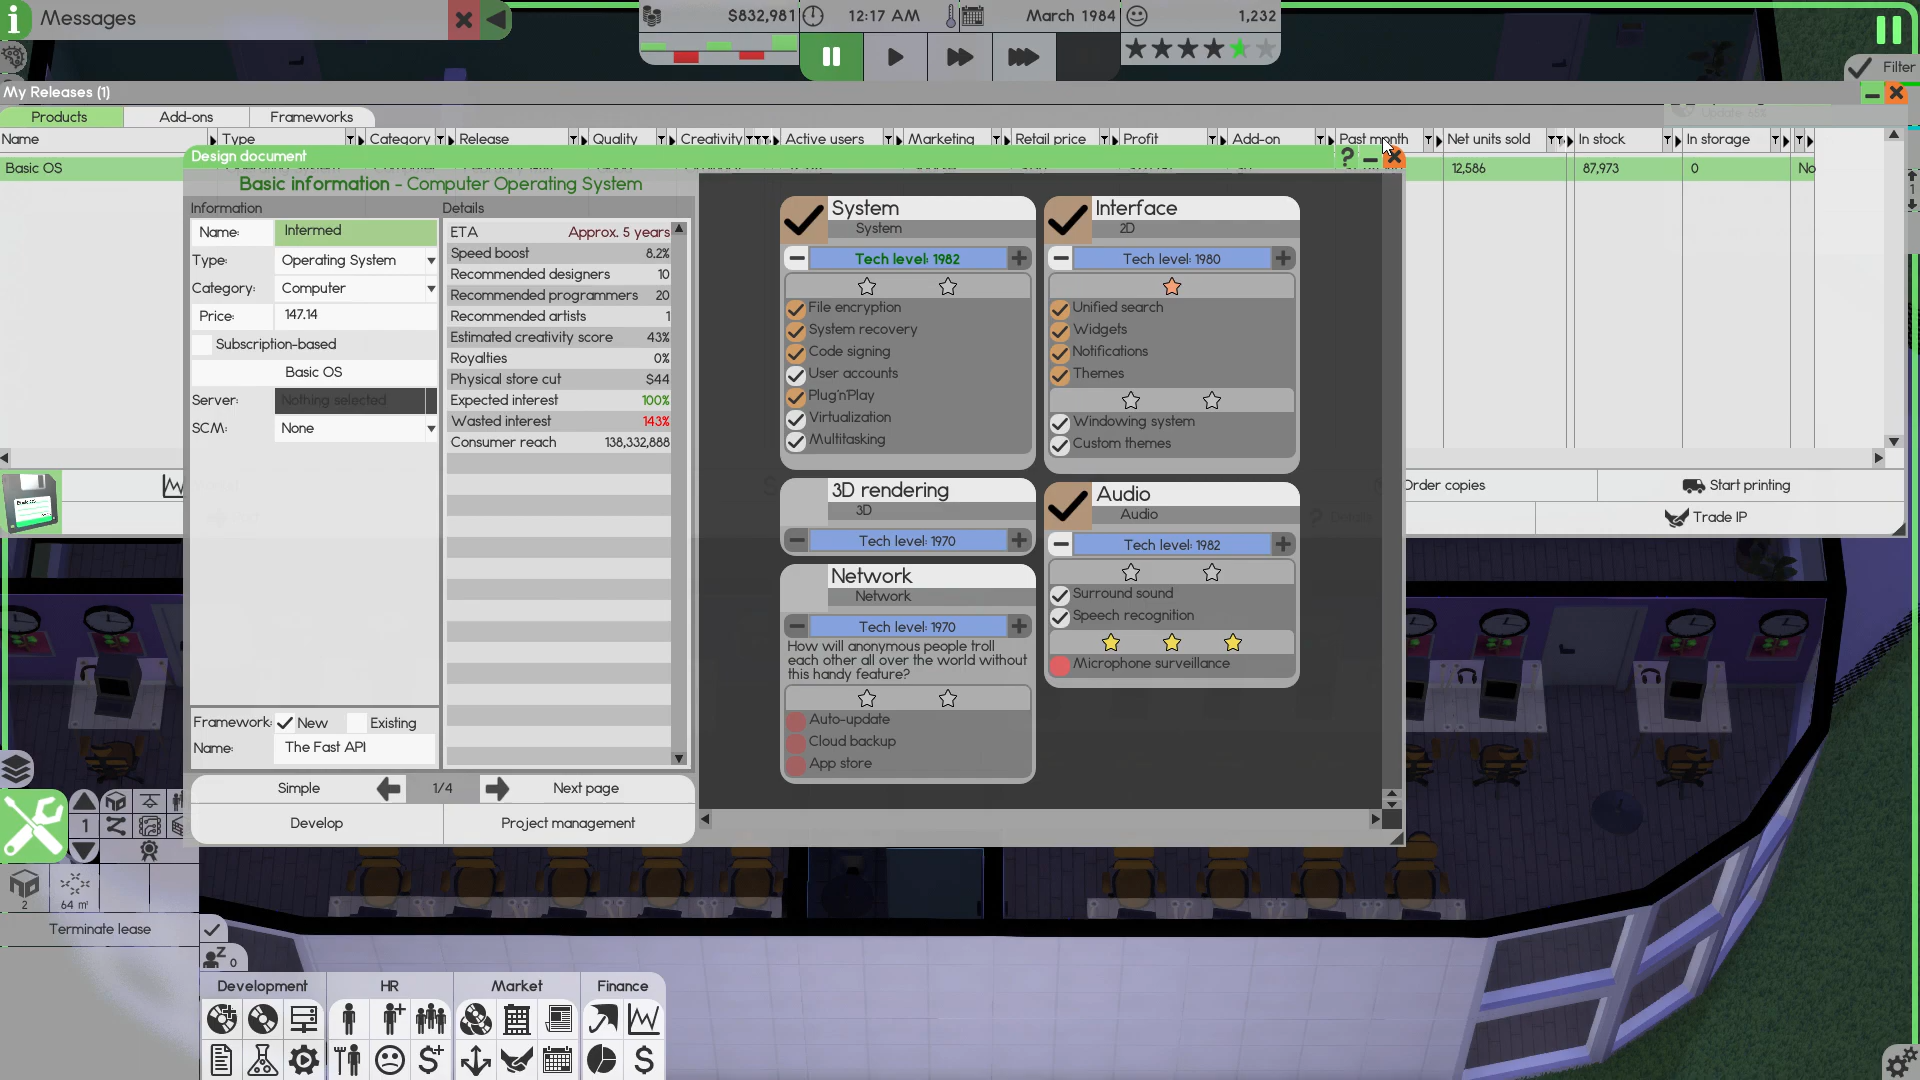 Messages
$832,981
12:17 AM
March 1984
1,232
Filter
My Releases (1)
Products
Add-ons
Frameworks
Name
Type
Category
Release
Quality
Creativity
Active users
Marketing
Retail price
Profit
Add-on
Past month
Net units sold
In stock
In storage
Basic OS
12,586
87,973
0
No
Design document
?
Basic information - Computer Operating System
Information
Details
Name:
Intermed
Type:
Operating System
Category:
Computer
Price:
147.14
Subscription-based
Basic OS
Server:
Nothing selected
SCM:
None
ETA
Approx. 5 years
Speed boost
8.2%
Recommended designers
10
Recommended programmers
20
Recommended artists
1
Estimated creativity score
43%
Royalties
0%
Physical store cut
$44
Expected interest
100%
Wasted interest
143%
Consumer reach
138,332,888
Framework:
New
Existing
Name:
The Fast API
Simple
1/4
Next page
Develop
Project management
System
System
Tech level: 1982
File encryption
System recovery
Code signing
User accounts
Plug'n'Play
Virtualization
Multitasking
Interface
2D
Tech level: 1980
Unified search
Widgets
Notifications
Themes
Windowing system
Custom themes
3D rendering
3D
Tech level: 1970
Network
Network
Tech level: 1970
How will anonymous people troll
each other all over the world without
this handy feature?
Auto-update
Cloud backup
App store
Audio
Audio
Tech level: 1982
Surround sound
Speech recognition
Microphone surveillance
Order copies
Start printing
Trade IP
1
1
2
64 m²
Terminate lease
0
Development
HR
Market
Finance